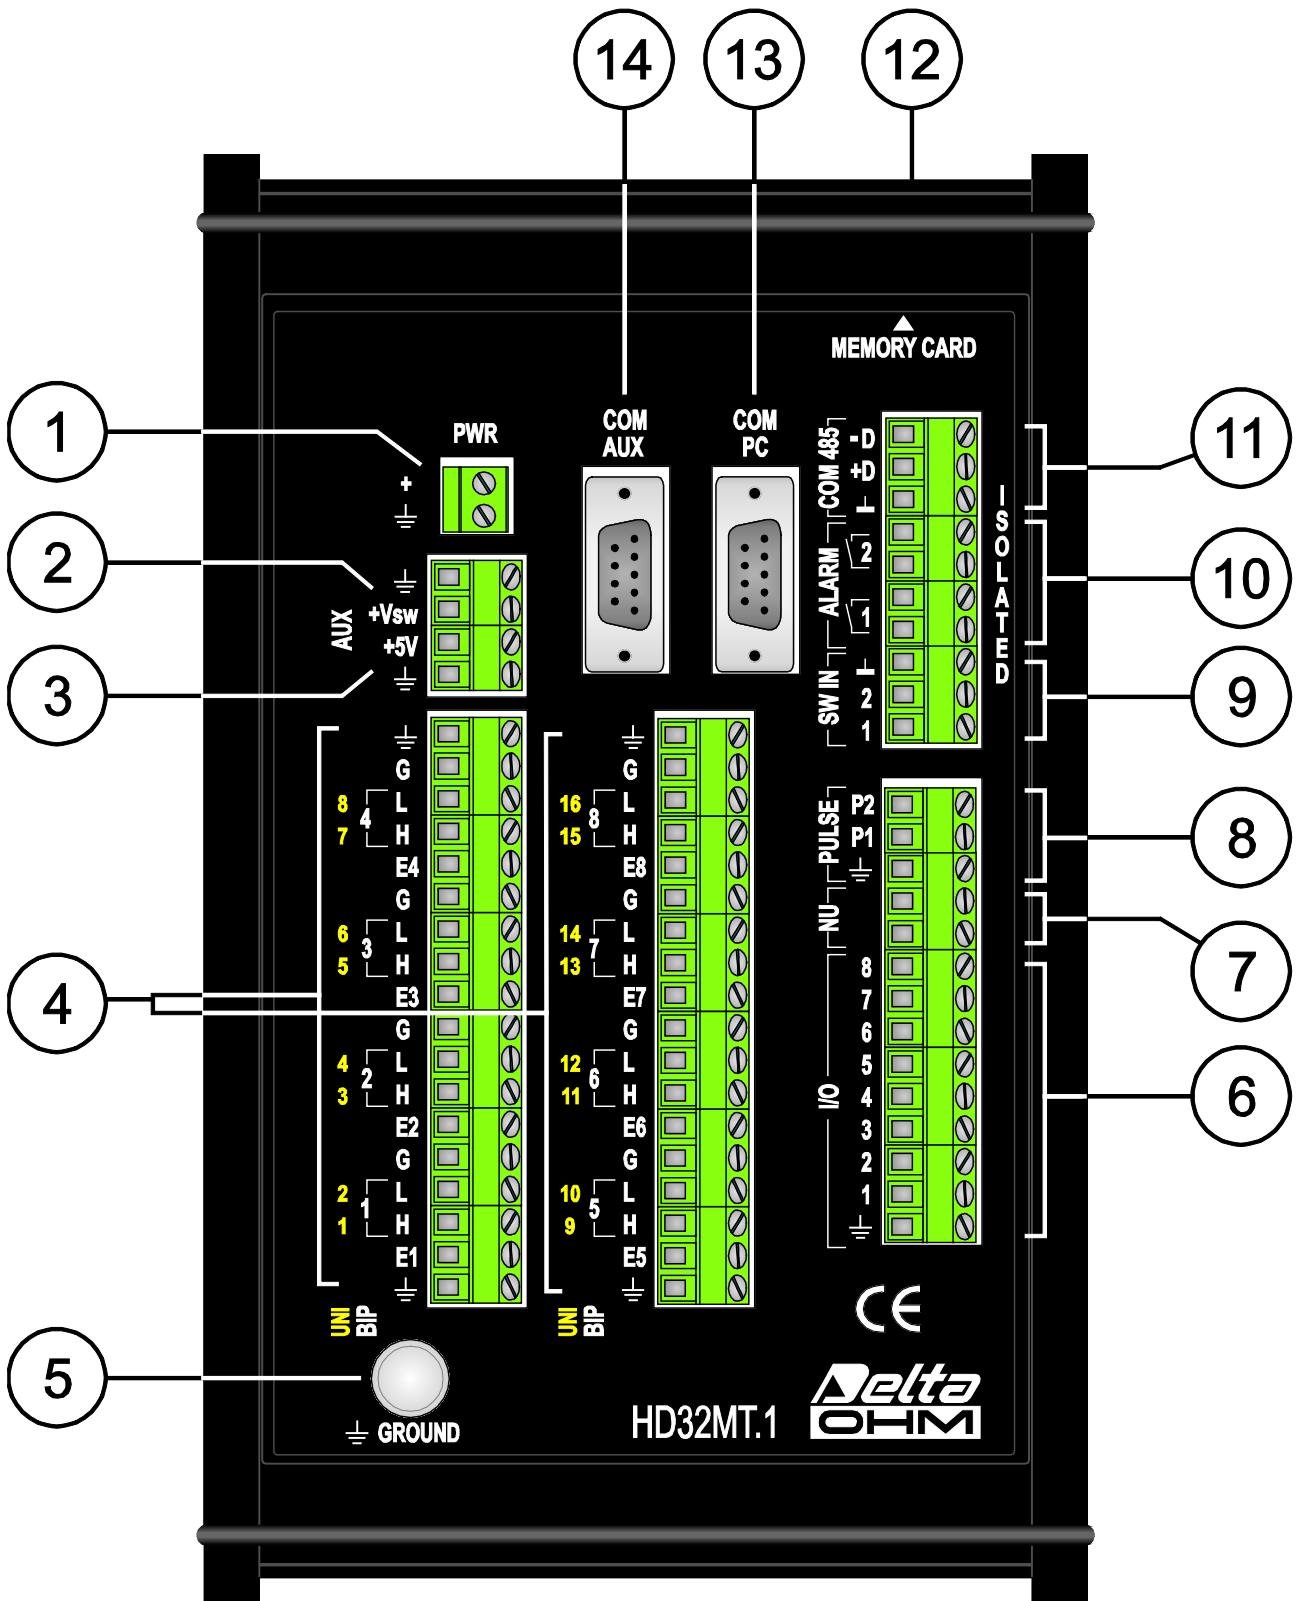 14 13 12
MEMORY CARD
1
PWR
+
COM AUX
COM PC
COM 485
-D
+D
11
2
AUX
+Vsw
+5V
3
ALARM
2
1
10
ISOLATED
SW IN
2
1
9
G
8 4 L
7 H
E4
G
6 3 L
5 H
E3
G
4 2 L
3 H
E2
G
2 1 L
1 H
E1
UNI BIP
4
G
16 8 L
15 H
E8
G
14 7 L
13 H
E7
G
12 6 L
11 H
E6
G
10 5 L
9 H
E5
UNI BIP
PULSE
P2
P1
8
NU
7
I/O
8
7
6
5
4
3
2
1
6
CE
5
GROUND
HD32MT.1
Delta
OHM